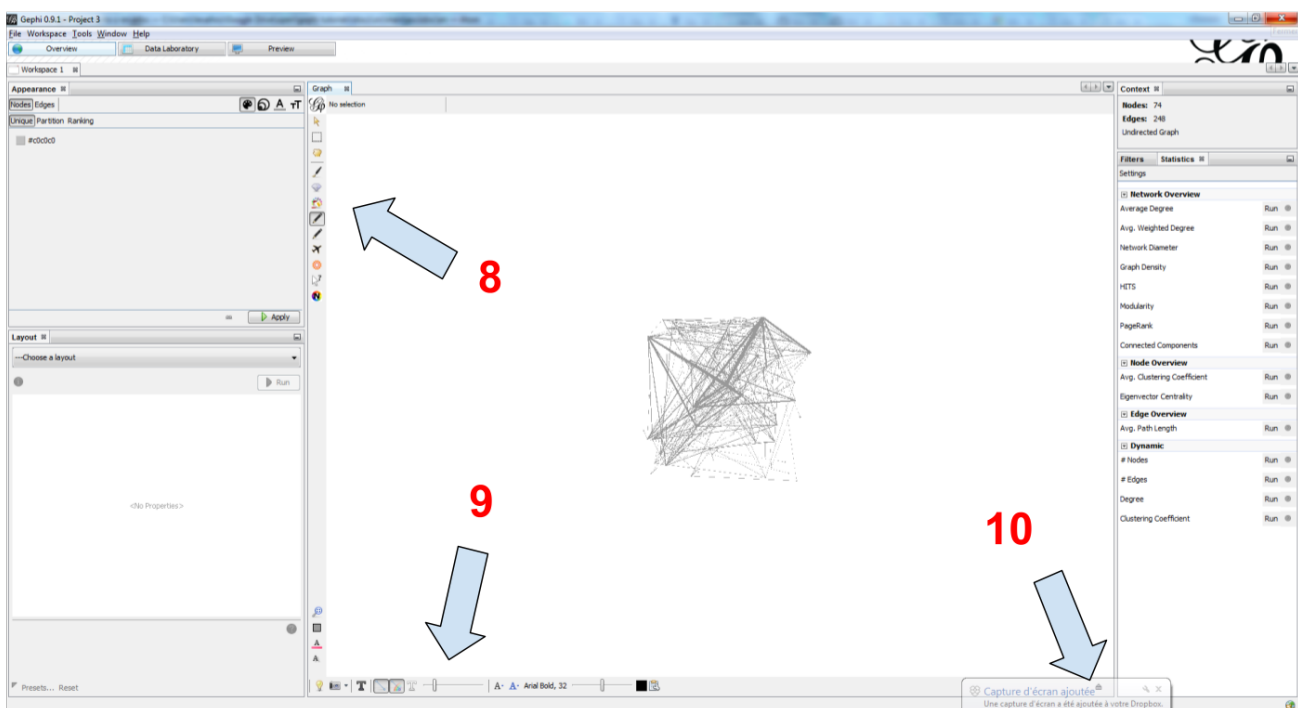 Gephi 0.9.1 - Project 3
File Workspace Tools Window Help
Overview Data Laboratory Preview
Workspace 1
Appearance
Nodes Edges
Unique Partition Ranking
#c0c0c0
Apply
Layout
---Choose a layout
Run
<No Properties>
Presets... Reset
Graph
No selection
8
9
10
Arial Bold, 32
Context
Nodes: 74
Edges: 248
Undirected Graph
Filters Statistics
Settings
Network Overview
Average Degree Run
Avg. Weighted Degree Run
Network Diameter Run
Graph Density Run
HITS Run
Modularity Run
PageRank Run
Connected Components Run
Node Overview
Avg. Clustering Coefficient Run
Eigenvector Centrality Run
Edge Overview
Avg. Path Length Run
Dynamic
# Nodes Run
# Edges Run
Degree Run
Clustering Coefficient Run
Capture d'écran ajoutée
Une capture d'écran a été ajoutée à votre Dropbox.